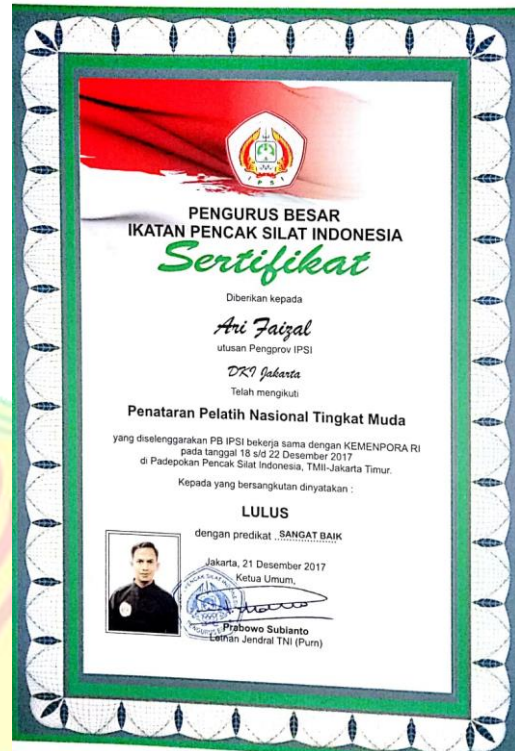 IPSI
PENGURUS BESAR
IKATAN PENCAK SILAT INDONESIA
Sertifikat
Diberikan kepada
Ari Faizal
utusan Pengprov IPSI
DKI Jakarta
Telah mengikuti
Penataran Pelatih Nasional Tingkat Muda
yang diselenggarakan PB IPSI bekerja sama dengan KEMENPORA RI
pada tanggal 18 s/d 22 Desember 2017
di Padepokan Pencak Silat Indonesia, TMII-Jakarta Timur.
Kepada yang bersangkutan dinyatakan :
LULUS
dengan predikat ..SANGAT BAIK
Jakarta, 21 Desember 2017
Ketua Umum,
Prabowo Subianto
Letnan Jendral TNI (Purn)